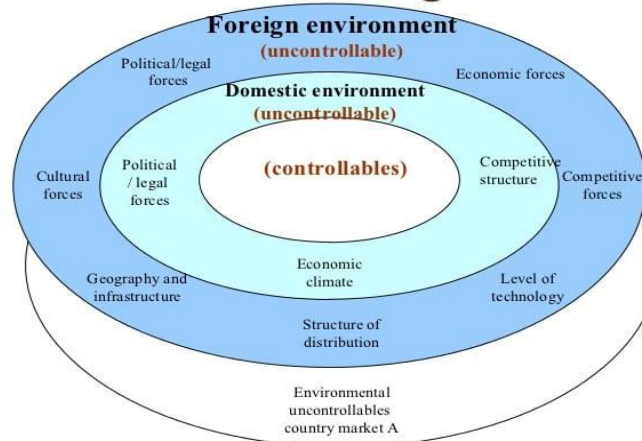 Foreign environment
(uncontrollable)
Political/legal
forces
Economic forces
Domestic environment
(uncontrollable)
(controllables)
Cultural
forces
Political
/ legal
forces
Competitive
structure
Competitive
forces
Economic
climate
Geography and
infrastructure
Level of
technology
Structure of
distribution
Environmental
uncontrollables
country market A